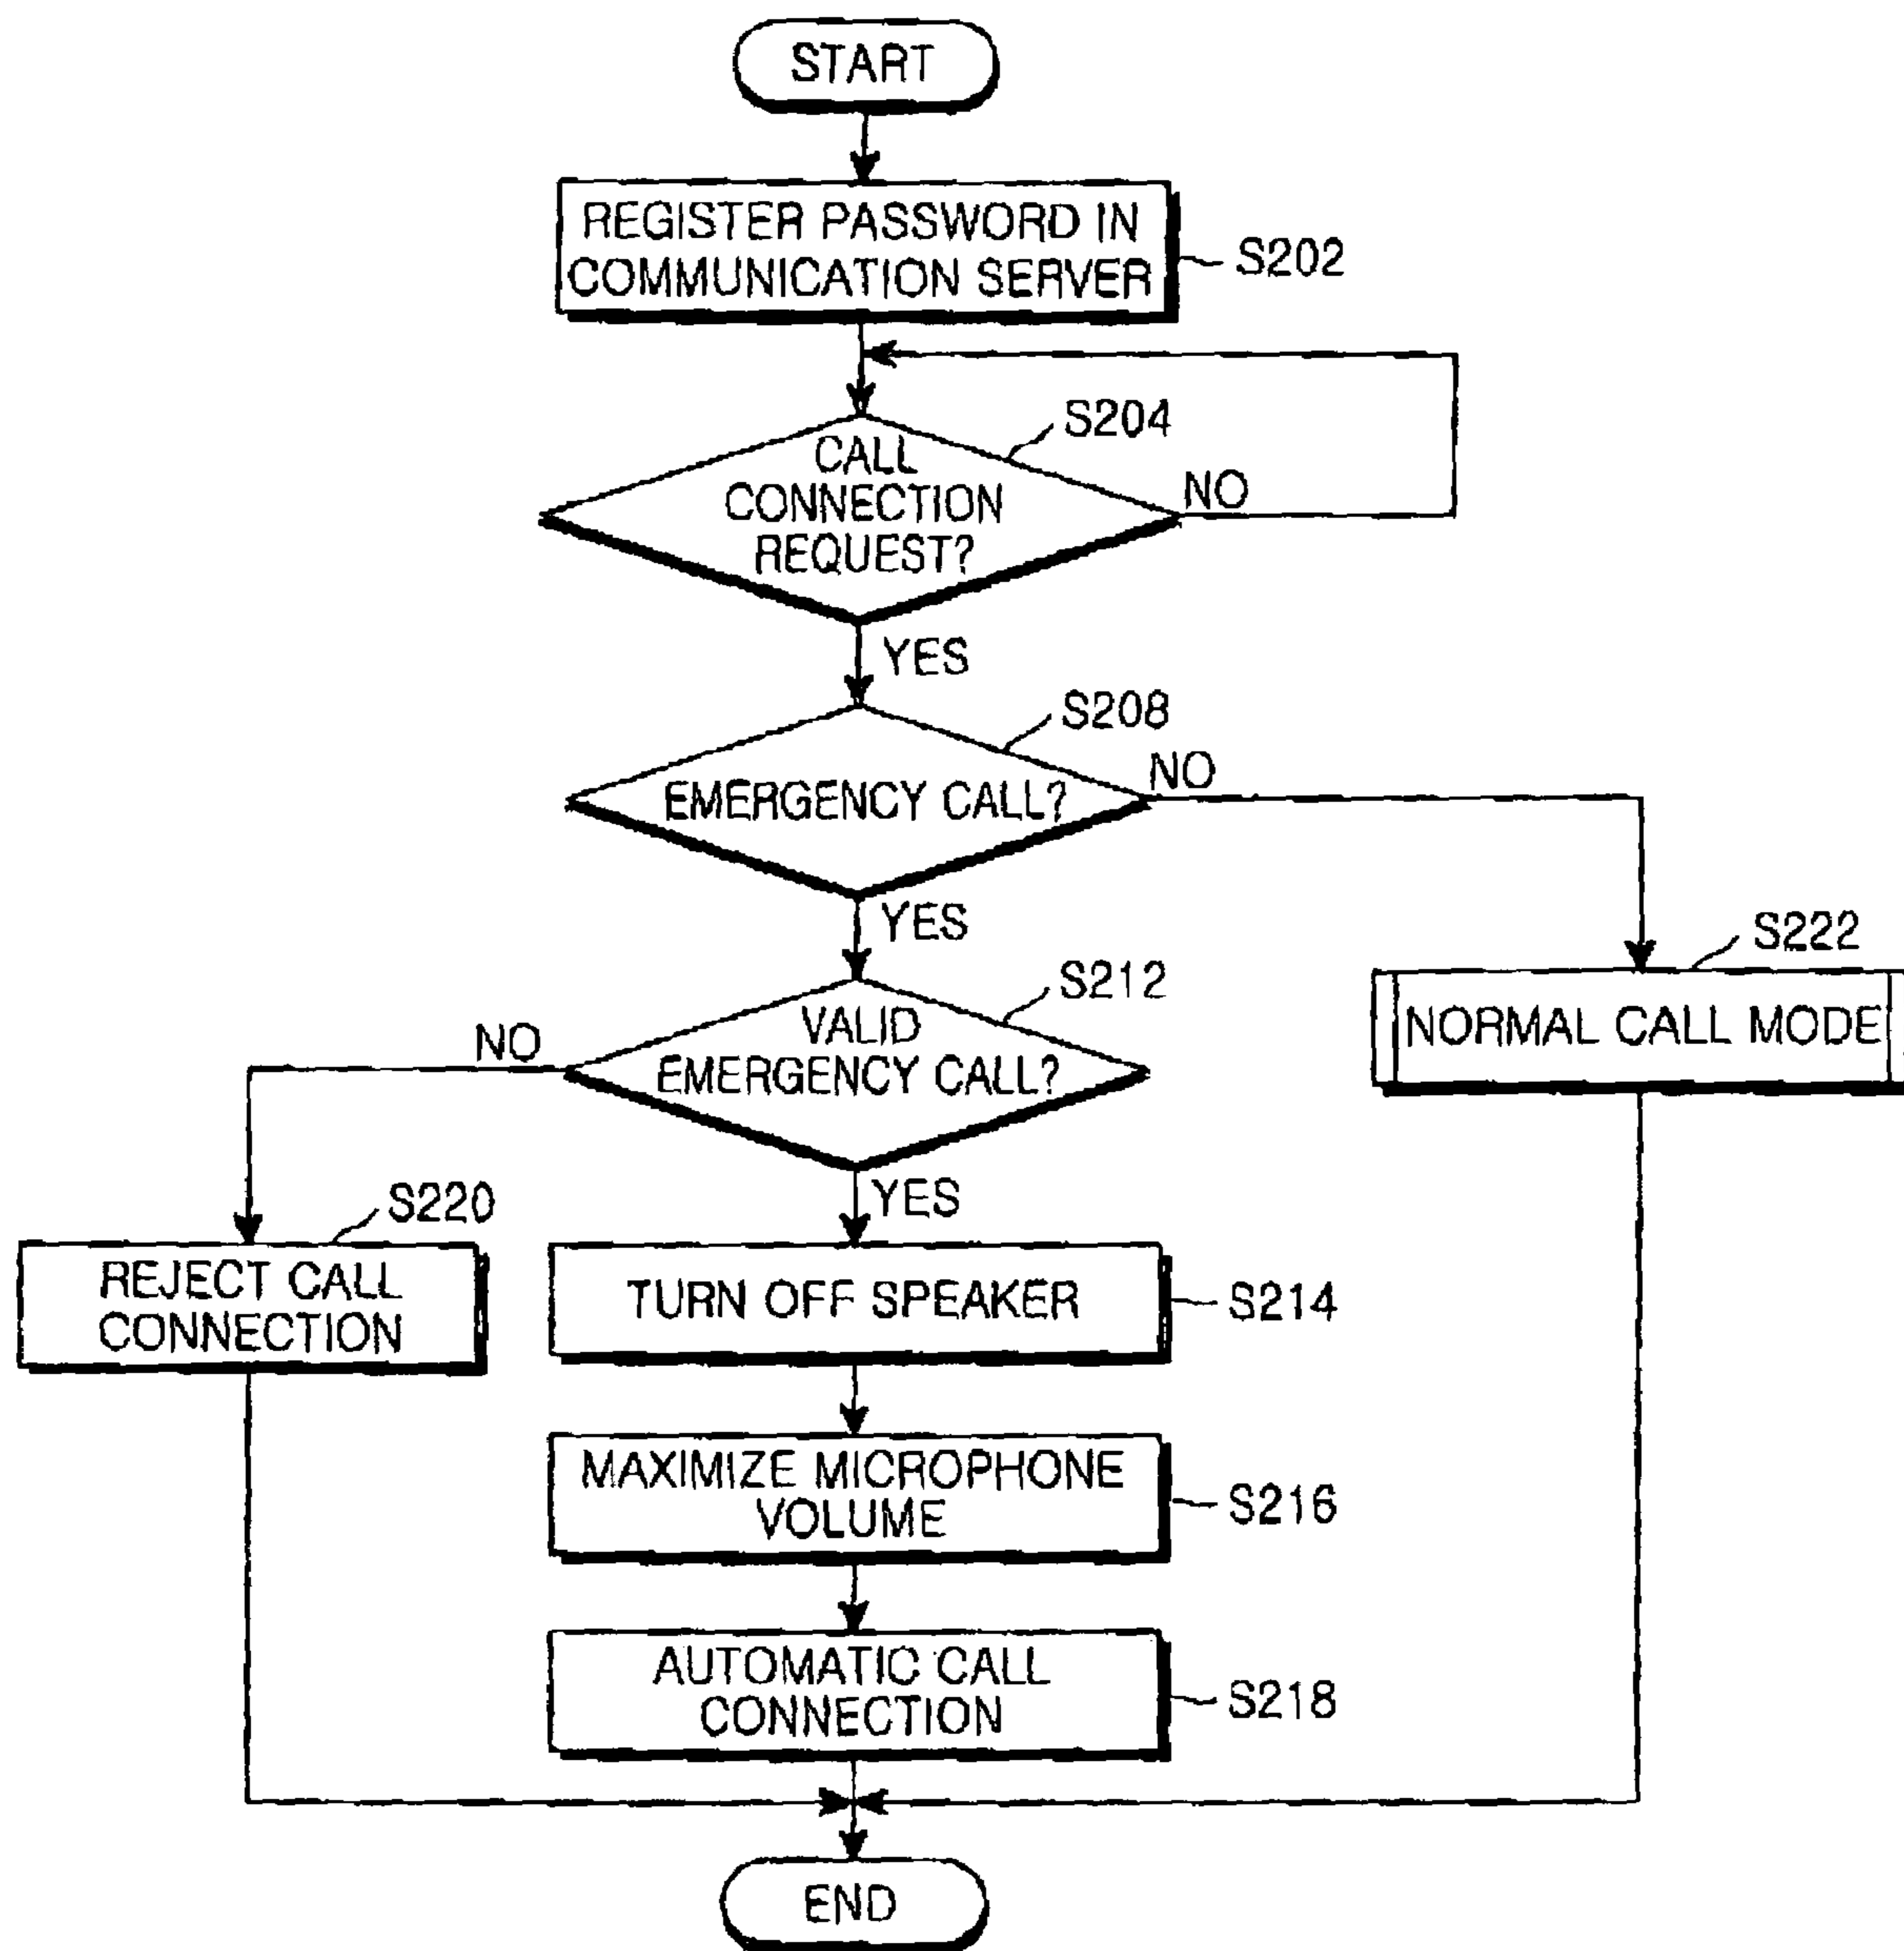 START
REGISTER PASSWORD IN
COMMUNICATION SERVER
S202
S204
CALL
CONNECTION
REQUEST?
NO
YES
S208
EMERGENCY CALL?
NO
YES
S222
NORMAL CALL MODE
S212
VALID
EMERGENCY CALL?
NO
YES
S220
REJECT CALL
CONNECTION
TURN OFF SPEAKER
S214
MAXIMIZE MICROPHONE
VOLUME
S216
AUTOMATIC CALL
CONNECTION
S218
END